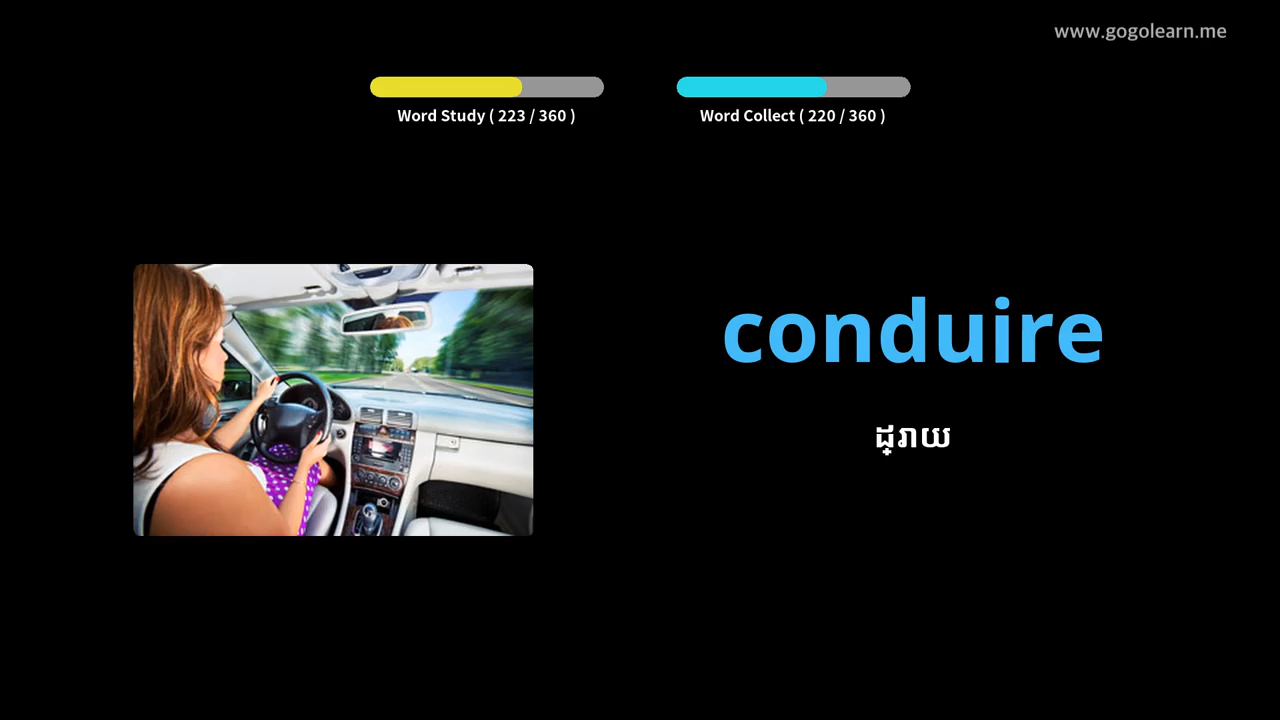 www.gogolearn.me
Word Study ( 223 / 360 )
Word Collect ( 220 / 360 )
conduire
ដ្រាយ